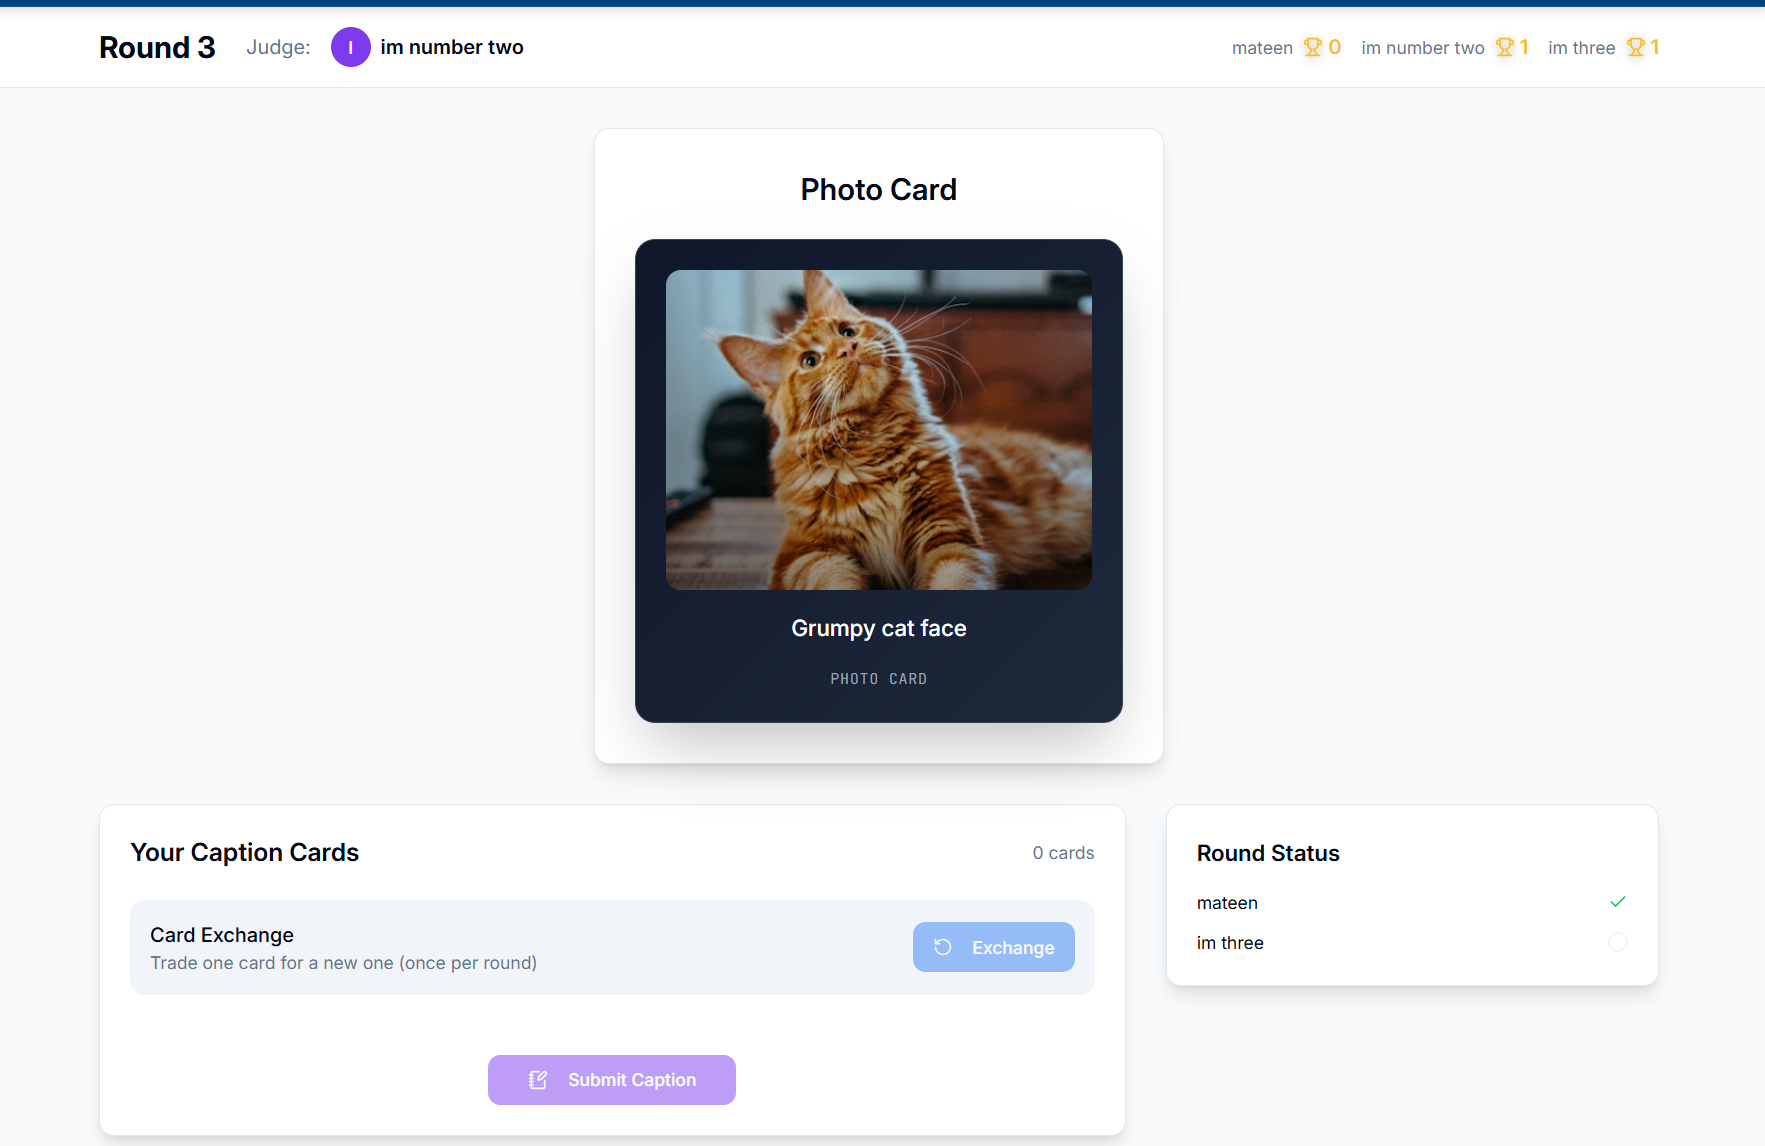 Round 3
Judge:
I
im number two
mateen 0
im number two 1
im three 1
Photo Card
Grumpy cat face
PHOTO CARD
Your Caption Cards
0 cards
Card Exchange
Trade one card for a new one (once per round)
Exchange
Submit Caption
Round Status
mateen
im three